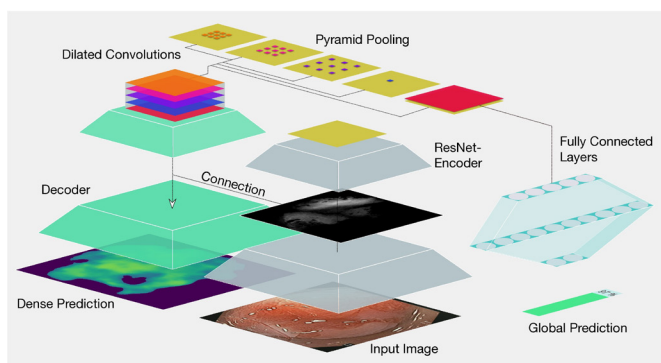 Pyramid Pooling
Dilated Convolutions
ResNet-
Encoder
Fully Connected
Layers
Decoder
Connection
Dense Prediction
Input Image
Global Prediction